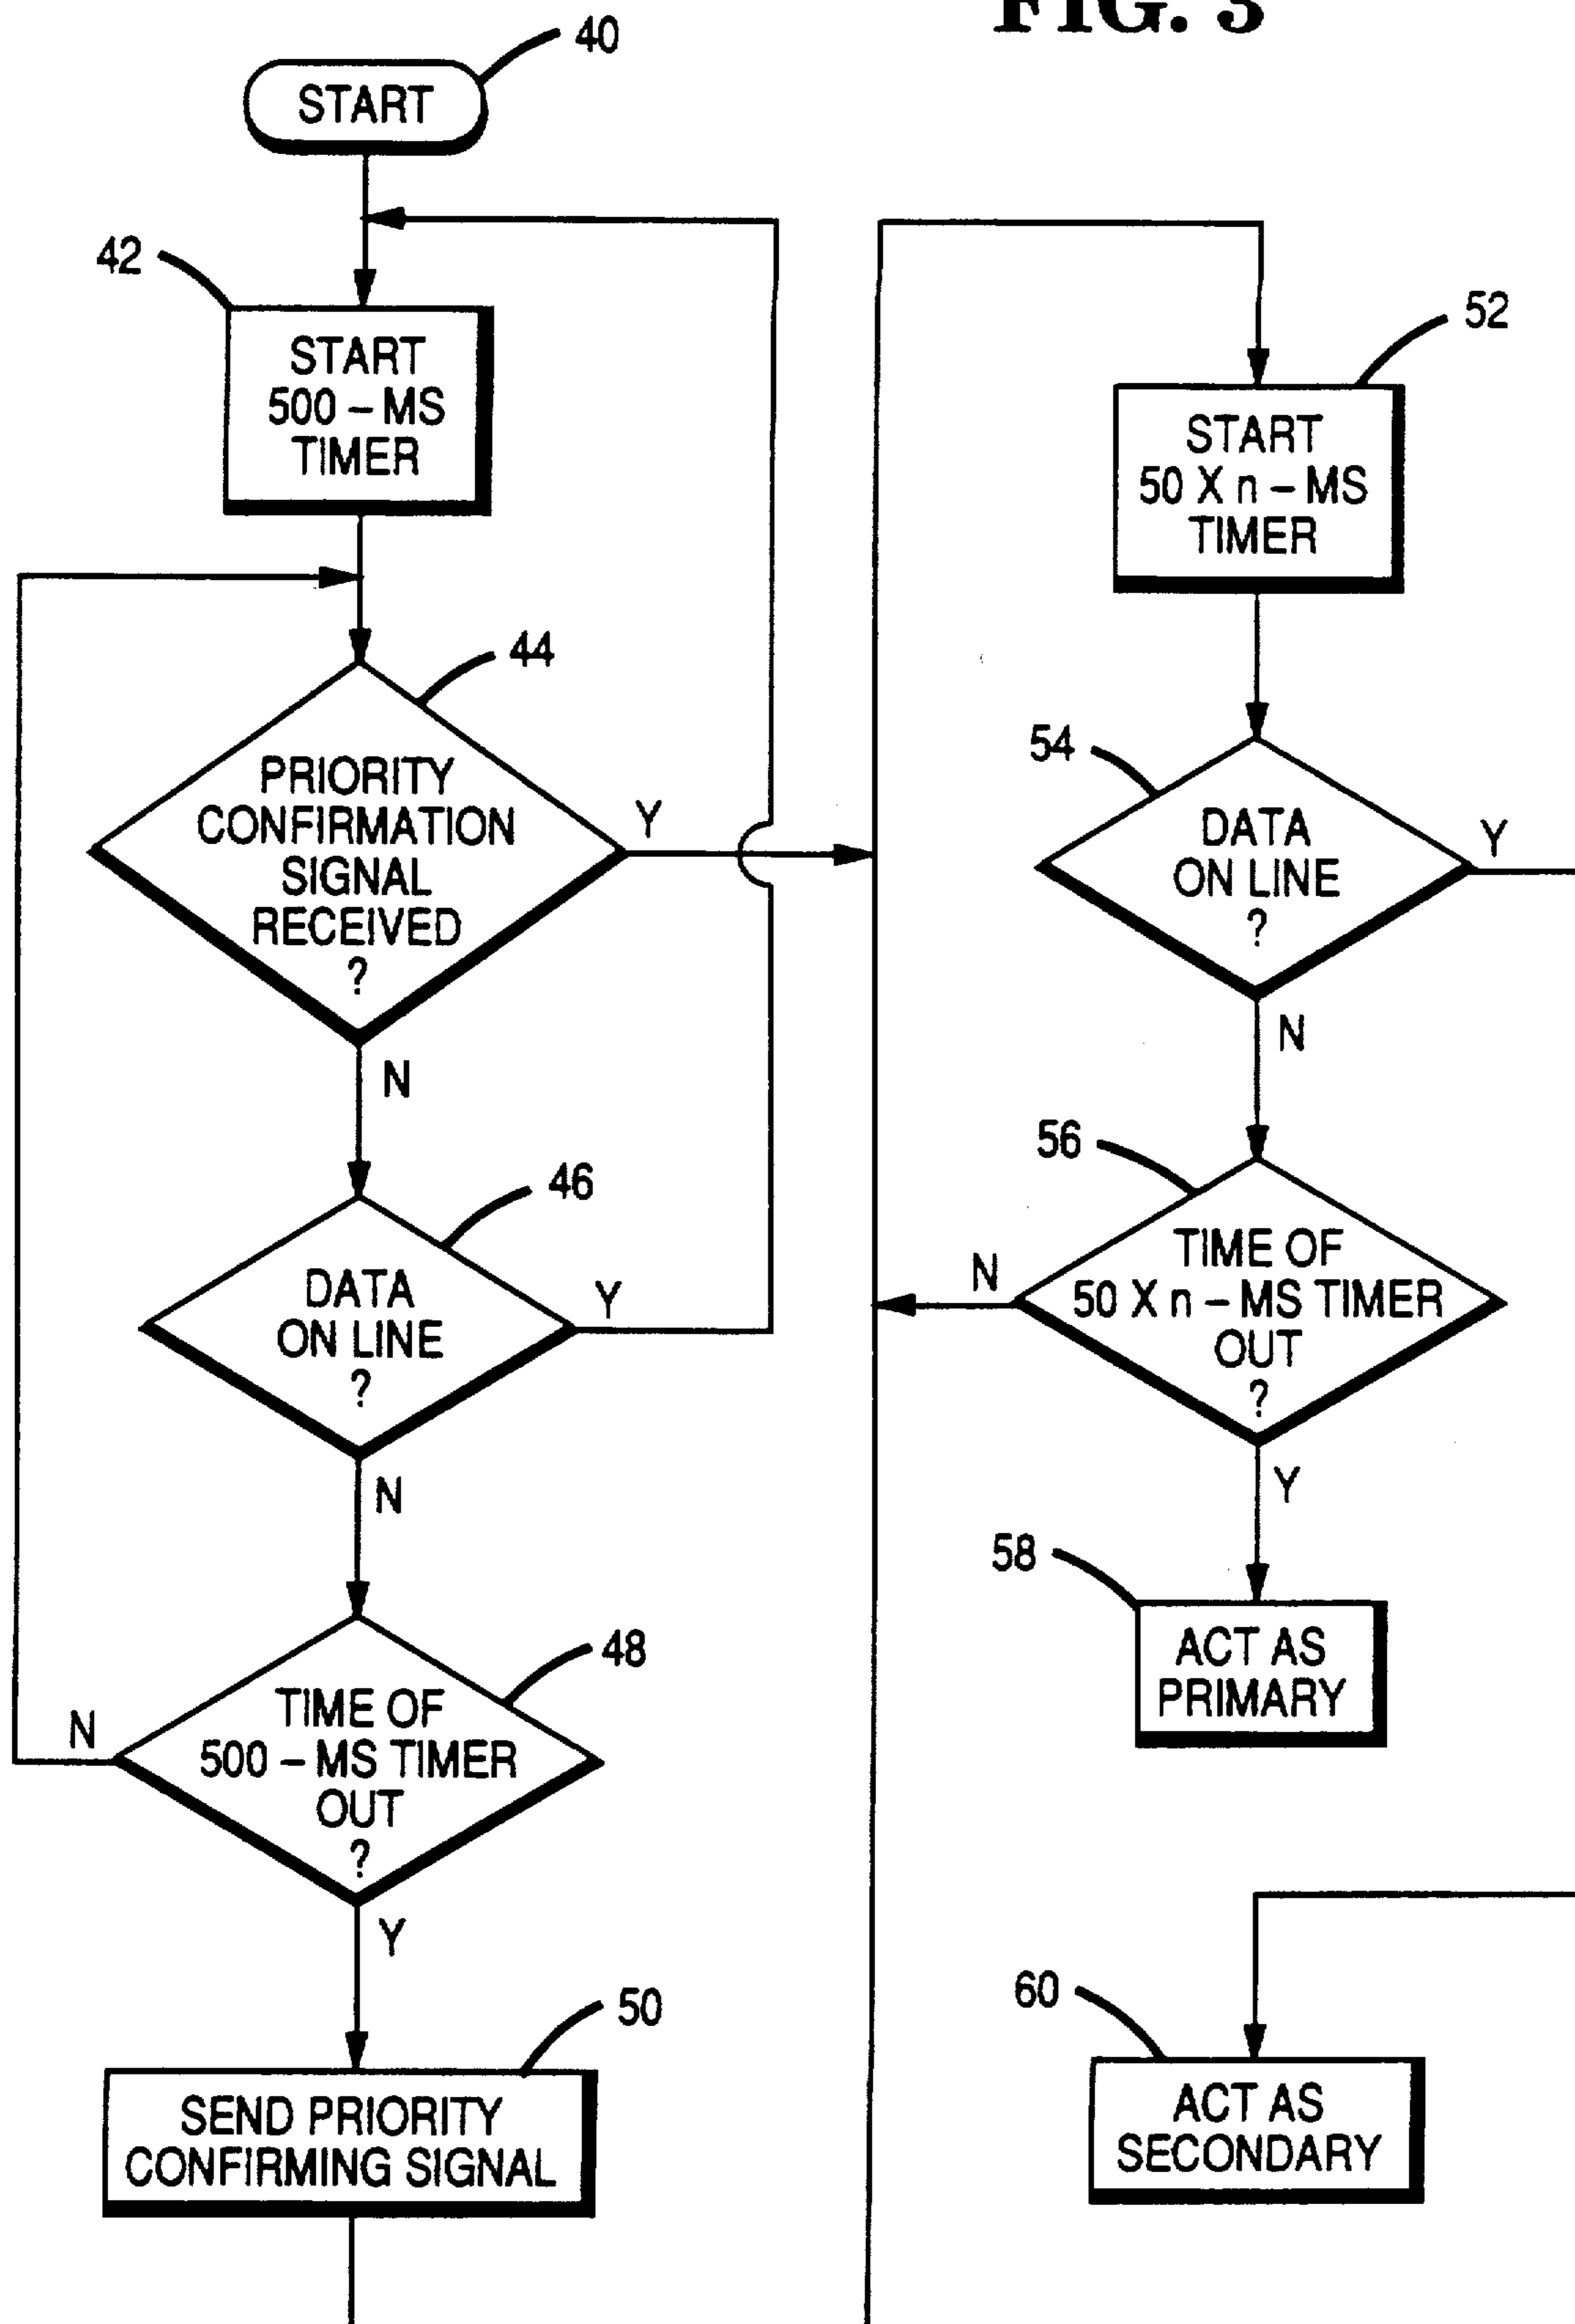 FIG. 3
40
START
42
START
500 – MS
TIMER
44
PRIORITY
CONFIRMATION
SIGNAL
RECEIVED
?
Y
N
46
DATA
ON LINE
?
Y
N
48
TIME OF
500 – MS TIMER
OUT
?
N
Y
50
SEND PRIORITY
CONFIRMING SIGNAL
52
START
50 X n – MS
TIMER
54
DATA
ON LINE
?
Y
N
56
TIME OF
50 X n – MS TIMER
OUT
?
N
Y
58
ACT AS
PRIMARY
60
ACT AS
SECONDARY